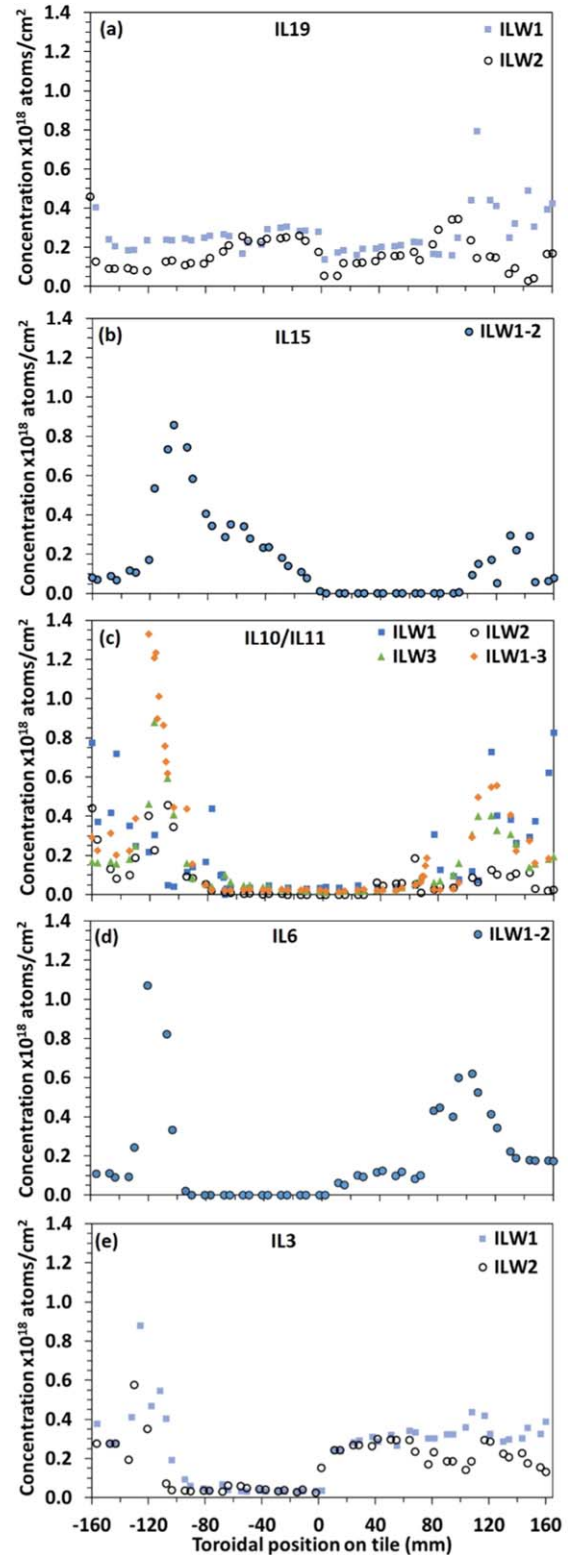 (a) IL19 ILW1
ILW2
Concentration x10¹⁸ atoms/cm²
1.4
1.2
1.0
0.8
0.6
0.4
0.2
0.0
(b) IL15 ILW1-2
Concentration x10¹⁸ atoms/cm²
1.4
1.2
1.0
0.8
0.6
0.4
0.2
0.0
(c) IL10/IL11 ILW1 ILW2
ILW3 ILW1-3
Concentration x10¹⁸ atoms/cm²
1.4
1.2
1.0
0.8
0.6
0.4
0.2
0.0
(d) IL6 ILW1-2
Concentration x10¹⁸ atoms/cm²
1.4
1.2
1.0
0.8
0.6
0.4
0.2
0.0
(e) IL3 ILW1
ILW2
Concentration x10¹⁸ atoms/cm²
1.4
1.2
1.0
0.8
0.6
0.4
0.2
0.0
-160 -120 -80 -40 0 40 80 120 160
Toroidal position on tile (mm)